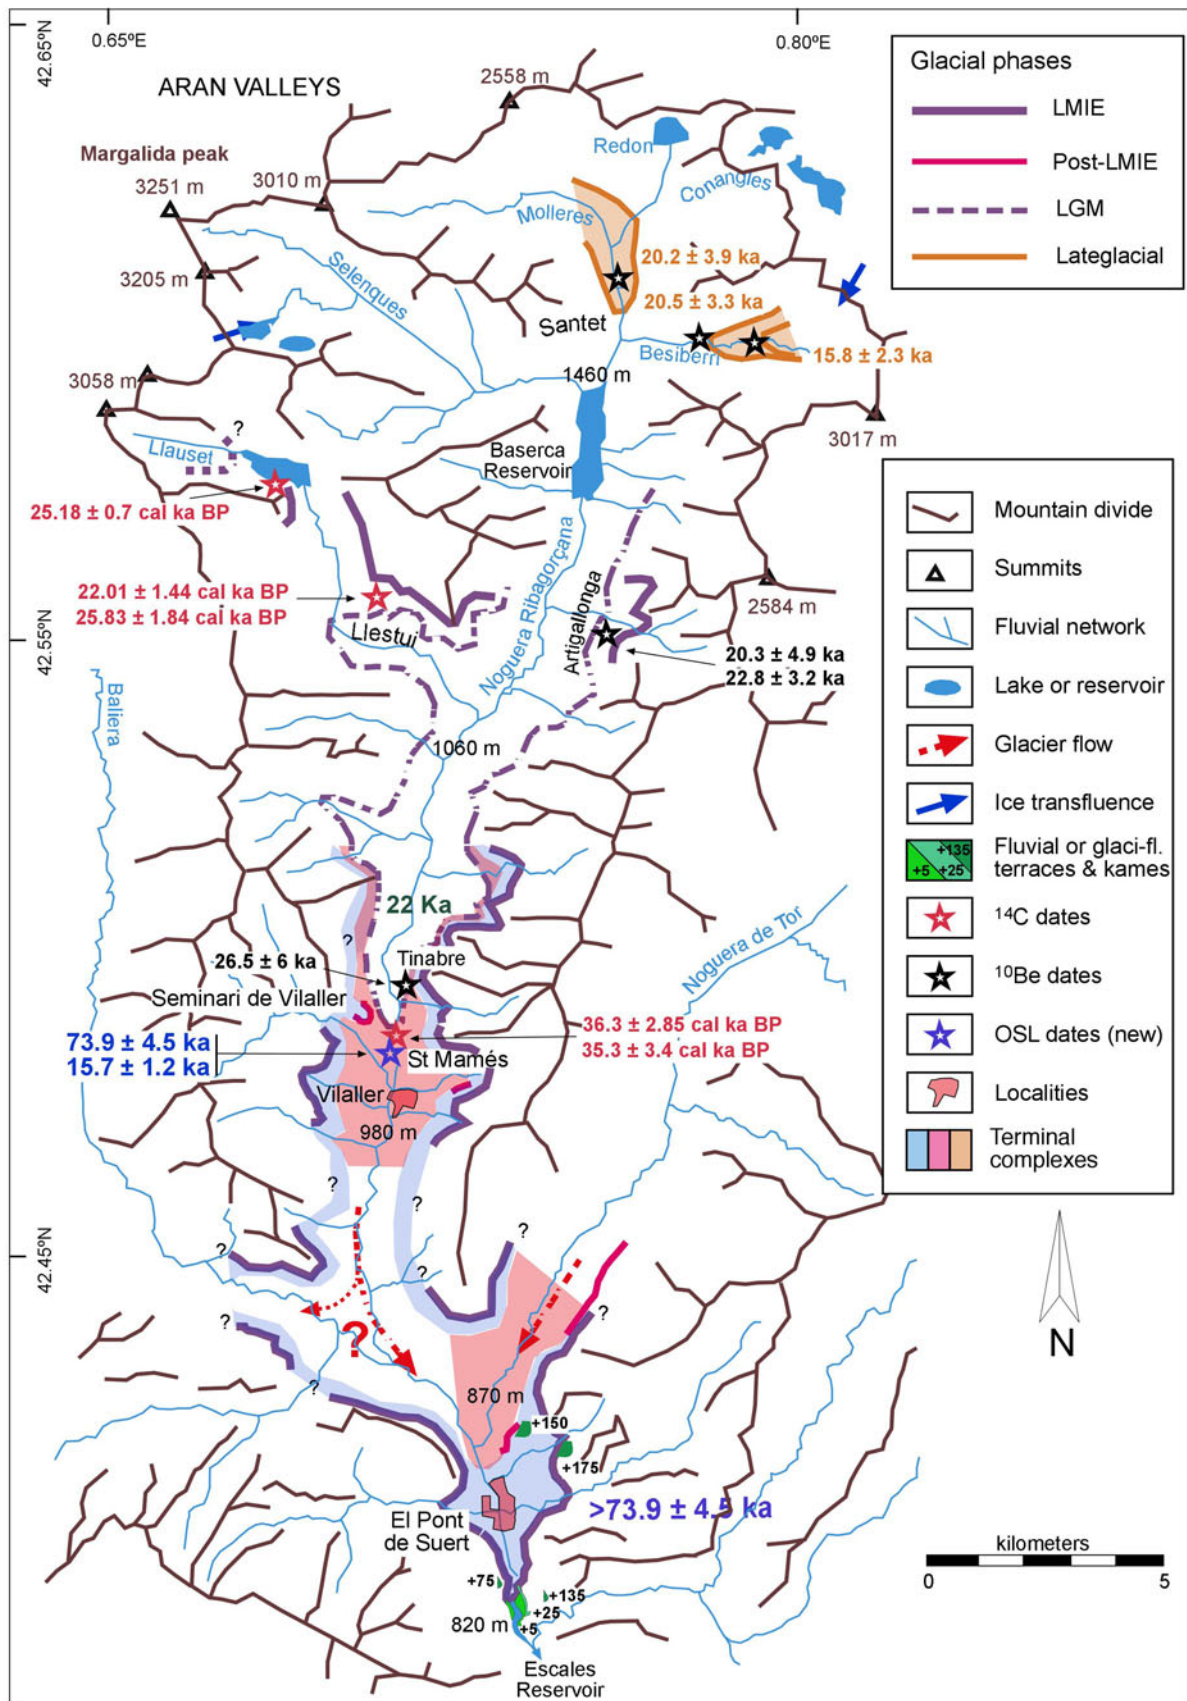 42.65ºN
0.65ºE
0.80ºE
ARAN VALLEYS
2558 m
Margalida peak
3251 m
3010 m
Redon
Conangles
Molleres
Selenques
3205 m
20.2 ± 3.9 ka
20.5 ± 3.3 ka
Santet
Besiberri
15.8 ± 2.3 ka
1460 m
3058 m
3017 m
?
Llauset
Baserca
Reservoir
25.18 ± 0.7 cal ka BP
22.01 ± 1.44 cal ka BP
25.83 ± 1.84 cal ka BP
Llestui
Noguera Ribagorçana
Artigallonga
2584 m
20.3 ± 4.9 ka
22.8 ± 3.2 ka
42.55ºN
Baliera
1060 m
22 Ka
?
Noguera de Tor
26.5 ± 6 ka
Tinabre
Seminari de Vilaller
73.9 ± 4.5 ka
15.7 ± 1.2 ka
36.3 ± 2.85 cal ka BP
35.3 ± 3.4 cal ka BP
St Mamés
Vilaller
980 m
?
?
?
?
?
42.45ºN
?
?
?
?
870 m
+150
+175
>73.9 ± 4.5 ka
El Pont
de Suert
+75
+135
+25
+5
820 m
Escales
Reservoir
Glacial phases
LMIE
Post-LMIE
LGM
Lateglacial
Mountain divide
Summits
Fluvial network
Lake or reservoir
Glacier flow
Ice transfluence
+135
+5
+25
Fluvial or glaci-fl.
terraces & kames
14C dates
10Be dates
OSL dates (new)
Localities
Terminal
complexes
N
kilometers
0
5